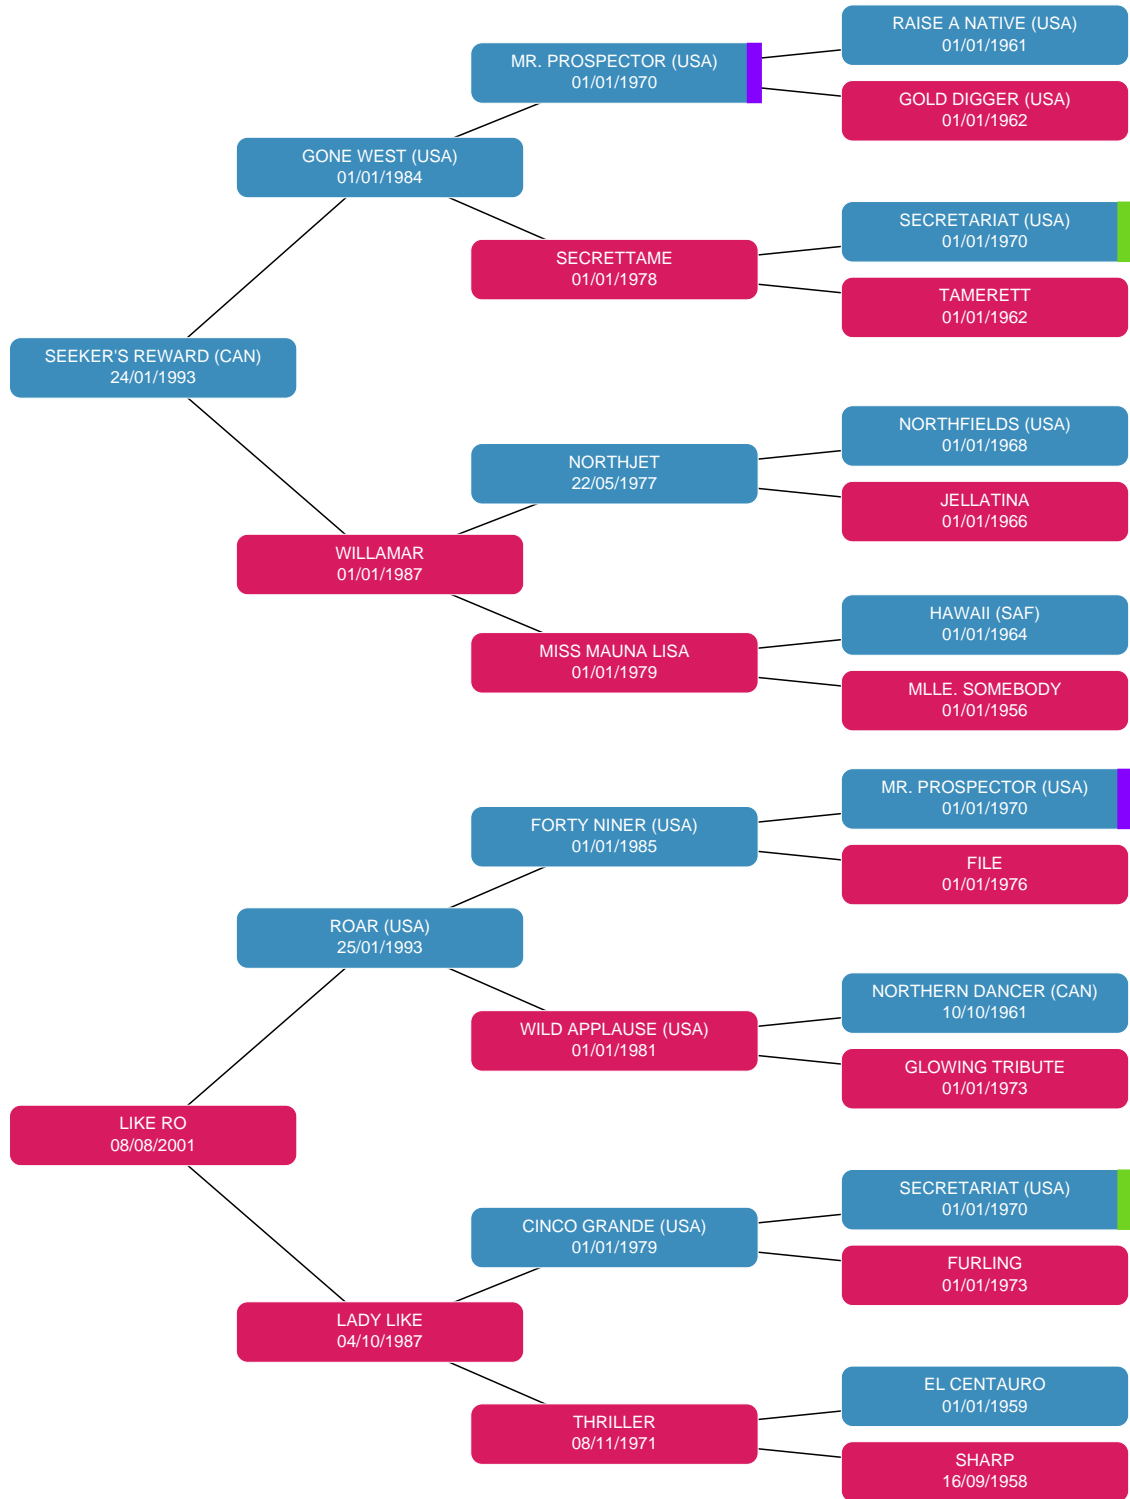 RAISE A NATIVE (USA)
01/01/1961
MR. PROSPECTOR (USA)
01/01/1970
GOLD DIGGER (USA)
01/01/1962
GONE WEST (USA)
01/01/1984
SECRETARIAT (USA)
01/01/1970
SECRETTAME
01/01/1978
TAMERETT
01/01/1962
SEEKER'S REWARD (CAN)
24/01/1993
NORTHFIELDS (USA)
01/01/1968
NORTHJET
22/05/1977
JELLATINA
01/01/1966
WILLAMAR
01/01/1987
HAWAII (SAF)
01/01/1964
MISS MAUNA LISA
01/01/1979
MLLE. SOMEBODY
01/01/1956
MR. PROSPECTOR (USA)
01/01/1970
FORTY NINER (USA)
01/01/1985
FILE
01/01/1976
ROAR (USA)
25/01/1993
NORTHERN DANCER (CAN)
10/10/1961
WILD APPLAUSE (USA)
01/01/1981
GLOWING TRIBUTE
01/01/1973
LIKE RO
08/08/2001
SECRETARIAT (USA)
01/01/1970
CINCO GRANDE (USA)
01/01/1979
FURLING
01/01/1973
LADY LIKE
04/10/1987
EL CENTAURO
01/01/1959
THRILLER
08/11/1971
SHARP
16/09/1958